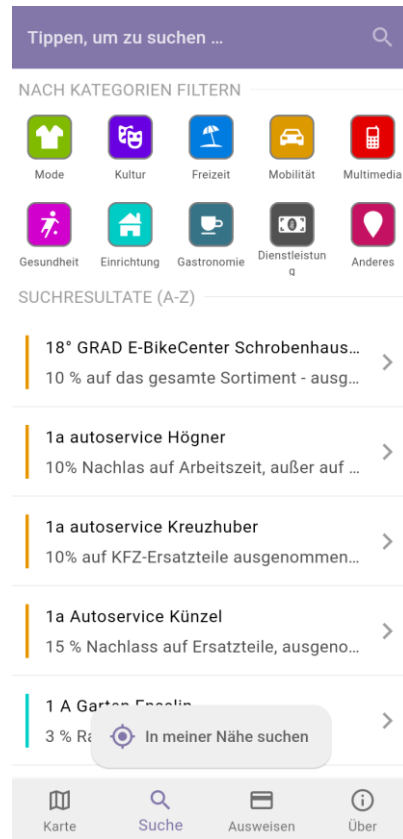 Tippen, um zu suchen …
NACH KATEGORIEN FILTERN
Mode Kultur Freizeit Mobilität Multimedia
Gesundheit Einrichtung Gastronomie Dienstleistun
g Anderes
SUCHRESULTATE (A-Z)
18° GRAD E-BikeCenter Schrobenhaus...
10 % auf das gesamte Sortiment - ausg...
1a autoservice Högner
10% Nachlas auf Arbeitszeit, außer auf ...
1a autoservice Kreuzhuber
10% auf KFZ-Ersatzteile ausgenommen...
1a Autoservice Künzel
15 % Nachlass auf Ersatzteile, ausgeno...
1 A Garten
3 %
In meiner Nähe suchen
Karte Suche Ausweisen Über